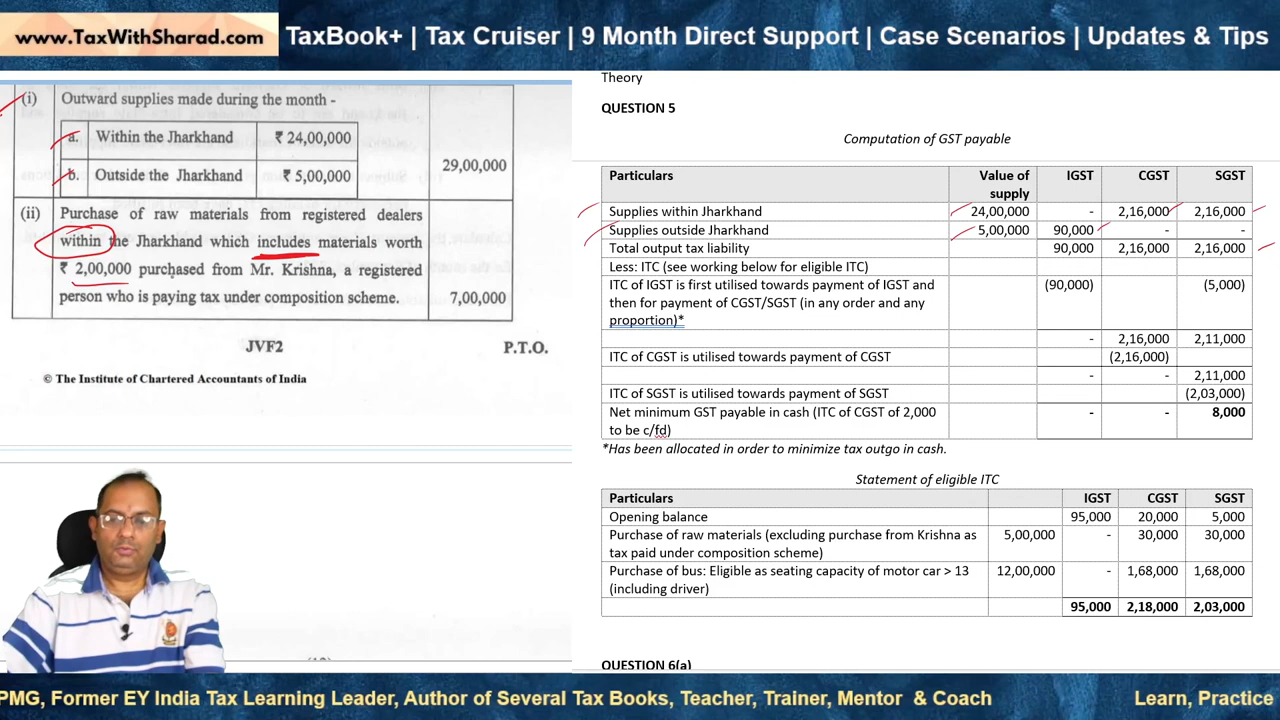 www.TaxWithSharad.com
TaxBook+ | Tax Cruiser | 9 Month Direct Support | Case Scenarios | Updates & Tips
(i) Outward supplies made during the month -
a. Within the Jharkhand ₹ 24,00,000
b. Outside the Jharkhand ₹ 5,00,000
29,00,000
(ii) Purchase of raw materials from registered dealers
within the Jharkhand which includes materials worth
₹ 2,00,000 purchased from Mr. Krishna, a registered
person who is paying tax under composition scheme. 7,00,000
JVF2 P.T.O.
© The Institute of Chartered Accountants of India
Theory
QUESTION 5
Computation of GST payable
Particulars Value of IGST CGST SGST
supply
Supplies within Jharkhand 24,00,000 - 2,16,000 2,16,000
Supplies outside Jharkhand 5,00,000 90,000 - -
Total output tax liability 90,000 2,16,000 2,16,000
Less: ITC (see working below for eligible ITC)
ITC of IGST is first utilised towards payment of IGST and (90,000) (5,000)
then for payment of CGST/SGST (in any order and any
proportion)*
- 2,16,000 2,11,000
ITC of CGST is utilised towards payment of CGST (2,16,000)
- - 2,11,000
ITC of SGST is utilised towards payment of SGST (2,03,000)
Net minimum GST payable in cash (ITC of CGST of 2,000 - - 8,000
to be c/fd)
*Has been allocated in order to minimize tax outgo in cash.
Statement of eligible ITC
Particulars IGST CGST SGST
Opening balance 95,000 20,000 5,000
Purchase of raw materials (excluding purchase from Krishna as 5,00,000 - 30,000 30,000
tax paid under composition scheme)
Purchase of bus: Eligible as seating capacity of motor car > 13 12,00,000 - 1,68,000 1,68,000
(including driver)
95,000 2,18,000 2,03,000
QUESTION 6(a)
PMG, Former EY India Tax Learning Leader, Author of Several Tax Books, Teacher, Trainer, Mentor & Coach
Learn, Practice